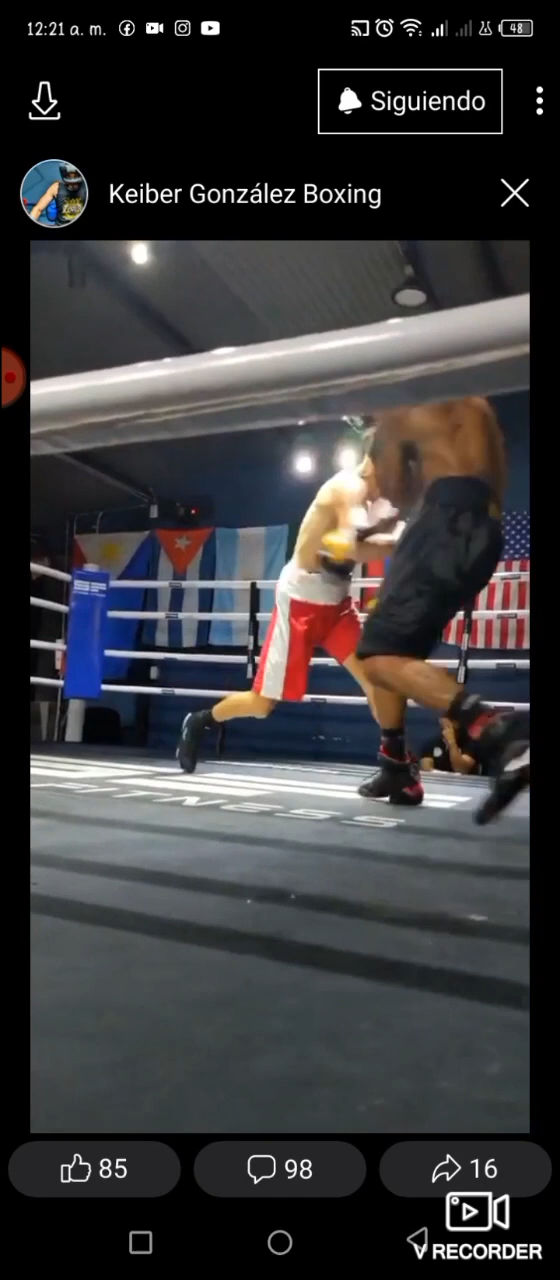 12:21 a. m.
48
Siguiendo
Keiber González Boxing
FITNESS
85
98
16
V RECORDER